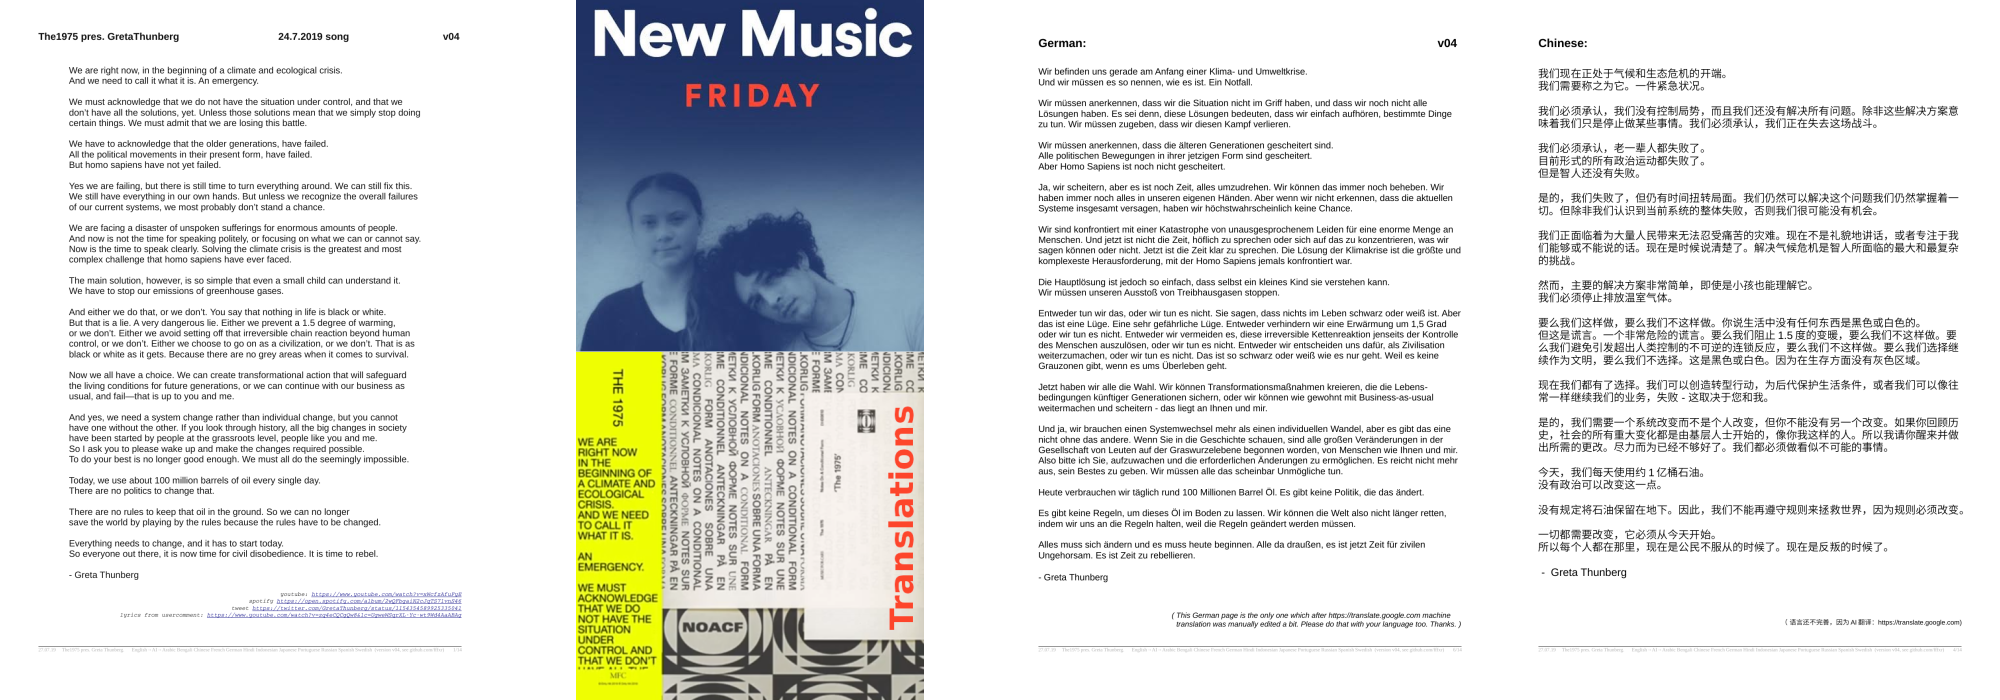 The1975 pres. GretaThunberg 24.7.2019 song v04
We are right now, in the beginning of a climate and ecological crisis.
And we need to call it what it is. An emergency.
We must acknowledge that we do not have the situation under control, and that we
don't have all the solutions, yet. Unless those solutions mean that we simply stop doing
certain things. We must admit that we are losing this battle.
We have to acknowledge that the older generations, have failed.
All the political movements in their present form, have failed.
But homo sapiens have not yet failed.
Yes we are failing, but there is still time to turn everything around. We can still fix this.
We still have everything in our own hands. But unless we recognize the overall failures
of our current systems, we most probably don't stand a chance.
We are facing a disaster of unspoken sufferings for enormous amounts of people.
And now is not the time for speaking politely, or focusing on what we can or cannot say.
Now is the time to speak clearly. Solving the climate crisis is the greatest and most
complex challenge that homo sapiens have ever faced.
The main solution, however, is so simple that even a small child can understand it.
We have to stop our emissions of greenhouse gases.
And either we do that, or we don't. You say that nothing in life is black or white.
But that is a lie. A very dangerous lie. Either we prevent a 1.5 degree of warming,
or we don't. Either we avoid setting off that irreversible chain reaction beyond human
control, or we don't. Either we choose to go on as a civilization, or we don't. That is as
black or white as it gets. Because there are no grey areas when it comes to survival.
Now we all have a choice. We can create transformational action that will safeguard
the living conditions for future generations, or we can continue with our business as
usual, and fail—that is up to you and me.
And yes, we need a system change rather than individual change, but you cannot
have one without the other. If you look through history, all the big changes in society
have been started by people at the grassroots level, people like you and me.
So I ask you to please wake up and make the changes required possible.
To do your best is no longer good enough. We must all do the seemingly impossible.
Today, we use about 100 million barrels of oil every single day.
There are no politics to change that.
There are no rules to keep that oil in the ground. So we can no longer
save the world by playing by the rules because the rules have to be changed.
Everything needs to change, and it has to start today.
So everyone out there, it is now time for civil disobedience. It is time to rebel.
- Greta Thunberg
New Music
FRIDAY
THE 1975
WE ARE
RIGHT NOW
IN THE
BEGINNING OF
A CLIMATE AND
ECOLOGICAL
CRISIS.
AND WE NEED
TO CALL IT
WHAT IT IS.
AN
EMERGENCY.
WE MUST
ACKNOWLEDGE
THAT WE DO
NOT HAVE THE
SITUATION
UNDER
CONTROL AND
THAT WE DON'T
MFC
NOACF
The 1975.
Translations
German: v04
Wir befinden uns gerade am Anfang einer Klima- und Umweltkrise.
Und wir müssen es so nennen, wie es ist. Ein Notfall.
Wir müssen anerkennen, dass wir die Situation nicht im Griff haben, und dass wir noch nicht alle
Lösungen haben. Es sei denn, diese Lösungen bedeuten, dass wir einfach aufhören, bestimmte Dinge
zu tun. Wir müssen zugeben, dass wir diesen Kampf verlieren.
Wir müssen anerkennen, dass die älteren Generationen gescheitert sind.
Alle politischen Bewegungen in ihrer jetzigen Form sind gescheitert.
Aber Homo Sapiens ist noch nicht gescheitert.
Ja, wir scheitern, aber es ist noch Zeit, alles umzudrehen. Wir können das immer noch beheben. Wir
haben immer noch alles in unseren eigenen Händen. Aber wenn wir nicht erkennen, dass die aktuellen
Systeme insgesamt versagen, haben wir höchstwahrscheinlich keine Chance.
Wir sind konfrontiert mit einer Katastrophe von unausgesprochenem Leiden für eine enorme Menge an
Menschen. Und jetzt ist nicht die Zeit, höflich zu sprechen oder sich auf das zu konzentrieren, was wir
sagen können oder nicht. Jetzt ist die Zeit klar zu sprechen. Die Lösung der Klimakrise ist die größte und
komplexeste Herausforderung, mit der Homo Sapiens jemals konfrontiert war.
Die Hauptlösung ist jedoch so einfach, dass selbst ein kleines Kind sie verstehen kann.
Wir müssen unseren Ausstoß von Treibhausgasen stoppen.
Entweder tun wir das, oder wir tun es nicht. Sie sagen, dass nichts im Leben schwarz oder weiß ist. Aber
das ist eine Lüge. Eine sehr gefährliche Lüge. Entweder verhindern wir eine Erwärmung um 1,5 Grad
oder wir tun es nicht. Entweder wir vermeiden es, diese irreversible Kettenreaktion jenseits der Kontrolle
des Menschen auszulösen, oder wir tun es nicht. Entweder wir entscheiden uns dafür, als Zivilisation
weiterzumachen, oder wir tun es nicht. Das ist so schwarz oder weiß wie es nur geht. Weil es keine
Grauzonen gibt, wenn es ums Überleben geht.
Jetzt haben wir alle die Wahl. Wir können Transformationsmaßnahmen kreieren, die die Lebens-
bedingungen künftiger Generationen sichern, oder wir können wie gewohnt mit Business-as-usual
weitermachen und scheitern - das liegt an Ihnen und mir.
Und ja, wir brauchen einen Systemwechsel mehr als einen individuellen Wandel, aber es gibt das eine
nicht ohne das andere. Wenn Sie in die Geschichte schauen, sind alle großen Veränderungen in der
Gesellschaft von Leuten auf der Graswurzelebene begonnen worden, von Menschen wie Ihnen und mir.
Also bitte ich Sie, aufzuwachen und die erforderlichen Änderungen zu ermöglichen. Es reicht nicht mehr
aus, sein Bestes zu geben. Wir müssen alle das scheinbar Unmögliche tun.
Heute verbrauchen wir täglich rund 100 Millionen Barrel Öl. Es gibt keine Politik, die das ändert.
Es gibt keine Regeln, um dieses Öl im Boden zu lassen. Wir können die Welt also nicht länger retten,
indem wir uns an die Regeln halten, weil die Regeln geändert werden müssen.
Alles muss sich ändern und es muss heute beginnen. Alle da draußen, es ist jetzt Zeit für zivilen
Ungehorsam. Es ist Zeit zu rebellieren.
- Greta Thunberg
( This German page is the only one which after https://translate.google.com machine
translation was manually edited a bit. Please do that with your language too. Thanks. )
Chinese:
我们现在正处于气候和生态危机的开端。
我们需要称之为它。一件紧急状况。
我们必须承认，我们没有控制局势，而且我们还没有解决所有问题。除非这些解决方案意
味着我们只是停止做某些事情。我们必须承认，我们正在失去这场战斗。
我们必须承认，老一辈人都失败了。
目前形式的所有政治运动都失败了。
但是智人还没有失败。
是的，我们失败了，但仍有时间扭转局面。我们仍然可以解决这个问题我们仍然掌握着一
切。但除非我们认识到当前系统的整体失败，否则我们很可能没有机会。
我们正面临着为大量人民带来无法忍受痛苦的灾难。现在不是礼貌地讲话，或者专注于我
们能够或不能说的话。现在是时候说清楚了。解决气候危机是智人所面临的最大和最复杂
的挑战。
然而，主要的解决方案非常简单，即使是小孩也能理解它。
我们必须停止排放温室气体。
要么我们这样做，要么我们不这样做。你说生活中没有任何东西是黑色或白色的。
但这是谎言。一个非常危险的谎言。要么我们阻止 1.5 度的变暖，要么我们不这样做。要
么我们避免引发超出人类控制的不可逆的连锁反应，要么我们不这样做。要么我们选择继
续作为文明，要么我们不选择。这是黑色或白色。因为在生存方面没有灰色区域。
现在我们都有了选择。我们可以创造转型行动，为后代保护生活条件，或者我们可以像往
常一样继续我们的业务，失败 - 这取决于您和我。
是的，我们需要一个系统改变而不是个人改变，但你不能没有另一个改变。如果你回顾历
史，社会的所有重大变化都是由基层人士开始的，像你我这样的人。所以我请你醒来并做
出所需的更改。尽力而为已经不够好了。我们都必须做看似不可能的事情。
今天，我们每天使用约 1 亿桶石油。
没有政治可以改变这一点。
没有规定将石油保留在地下。因此，我们不能再遵守规则来拯救世界，因为规则必须改变。
一切都需要改变，它必须从今天开始。
所以每个人都在那里，现在是公民不服从的时候了。现在是反叛的时候了。
- Greta Thunberg
（ 语言还不完善，因为 AI 翻译：https://translate.google.com)